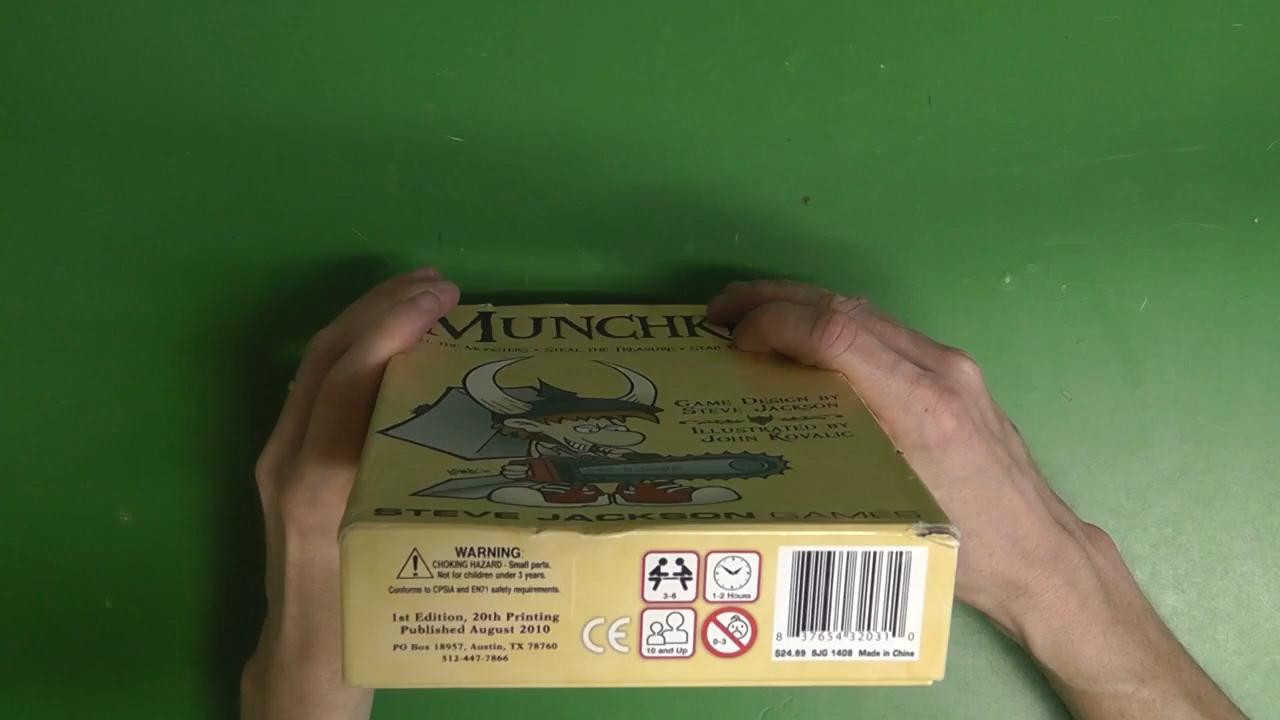 MUNCHK
THE MONSTERS • STEAL THE TREASURE • STAB
GAME DESIGN BY
STEVE JACKSON
ILLUSTRATED BY
JOHN KOVALIC
STEVE JACKSON GAMES
WARNING:
CHOKING HAZARD - Small parts.
Not for children under 3 years.
Conforms to CPSIA and EN71 safety requirements.
1st Edition, 20th Printing
Published August 2010
PO Box 18957, Austin, TX 78760
512-447-7866
CE
3-6
1-2 HOURS
10 and Up
0-3
8 37654 32031 0
$24.99 SJG 1408 Made in China